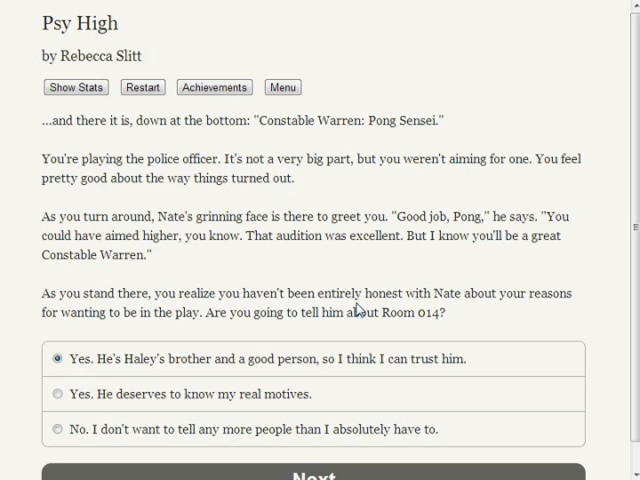 Psy High
by Rebecca Slitt
Show Stats Restart Achievements Menu
...and there it is, down at the bottom: "Constable Warren: Pong Sensei."
You're playing the police officer. It's not a very big part, but you weren't aiming for one. You feel
pretty good about the way things turned out.
As you turn around, Nate's grinning face is there to greet you. "Good job, Pong," he says. "You
could have aimed higher, you know. That audition was excellent. But I know you'll be a great
Constable Warren."
As you stand there, you realize you haven't been entirely honest with Nate about your reasons
for wanting to be in the play. Are you going to tell him about Room 014?
Yes. He's Haley's brother and a good person, so I think I can trust him.
Yes. He deserves to know my real motives.
No. I don't want to tell any more people than I absolutely have to.
Next